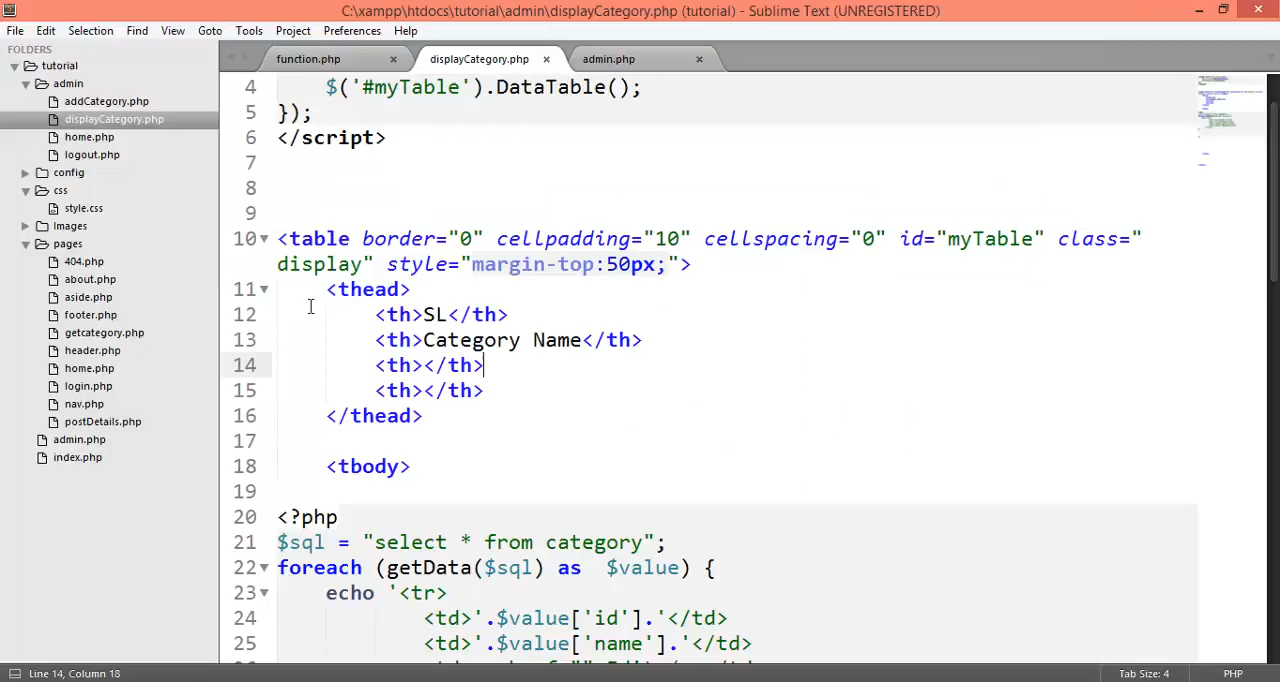 C:\xampp\htdocs\tutorial\admin\displayCategory.php (tutorial) - Sublime Text (UNREGISTERED)
File Edit Selection Find View Goto Tools Project Preferences Help
FOLDERS
tutorial
admin
addCategory.php
displayCategory.php
home.php
logout.php
config
css
style.css
Images
pages
404.php
about.php
aside.php
footer.php
getcategory.php
header.php
home.php
login.php
nav.php
postDetails.php
admin.php
index.php
function.php × displayCategory.php × admin.php ×
4 $('#myTable').DataTable();
5 });
6 </script>
7
8
9
10 <table border="0" cellpadding="10" cellspacing="0" id="myTable" class="
display" style="margin-top:50px;">
11 <thead>
12 <th>SL</th>
13 <th>Category Name</th>
14 <th></th>
15 <th></th>
16 </thead>
17
18 <tbody>
19
20 <?php
21 $sql = "select * from category";
22 foreach (getData($sql) as $value) {
23 echo '<tr>
24 <td>'.$value['id'].'</td>
25 <td>'.$value['name'].'</td>
Line 14, Column 18 Tab Size: 4 PHP